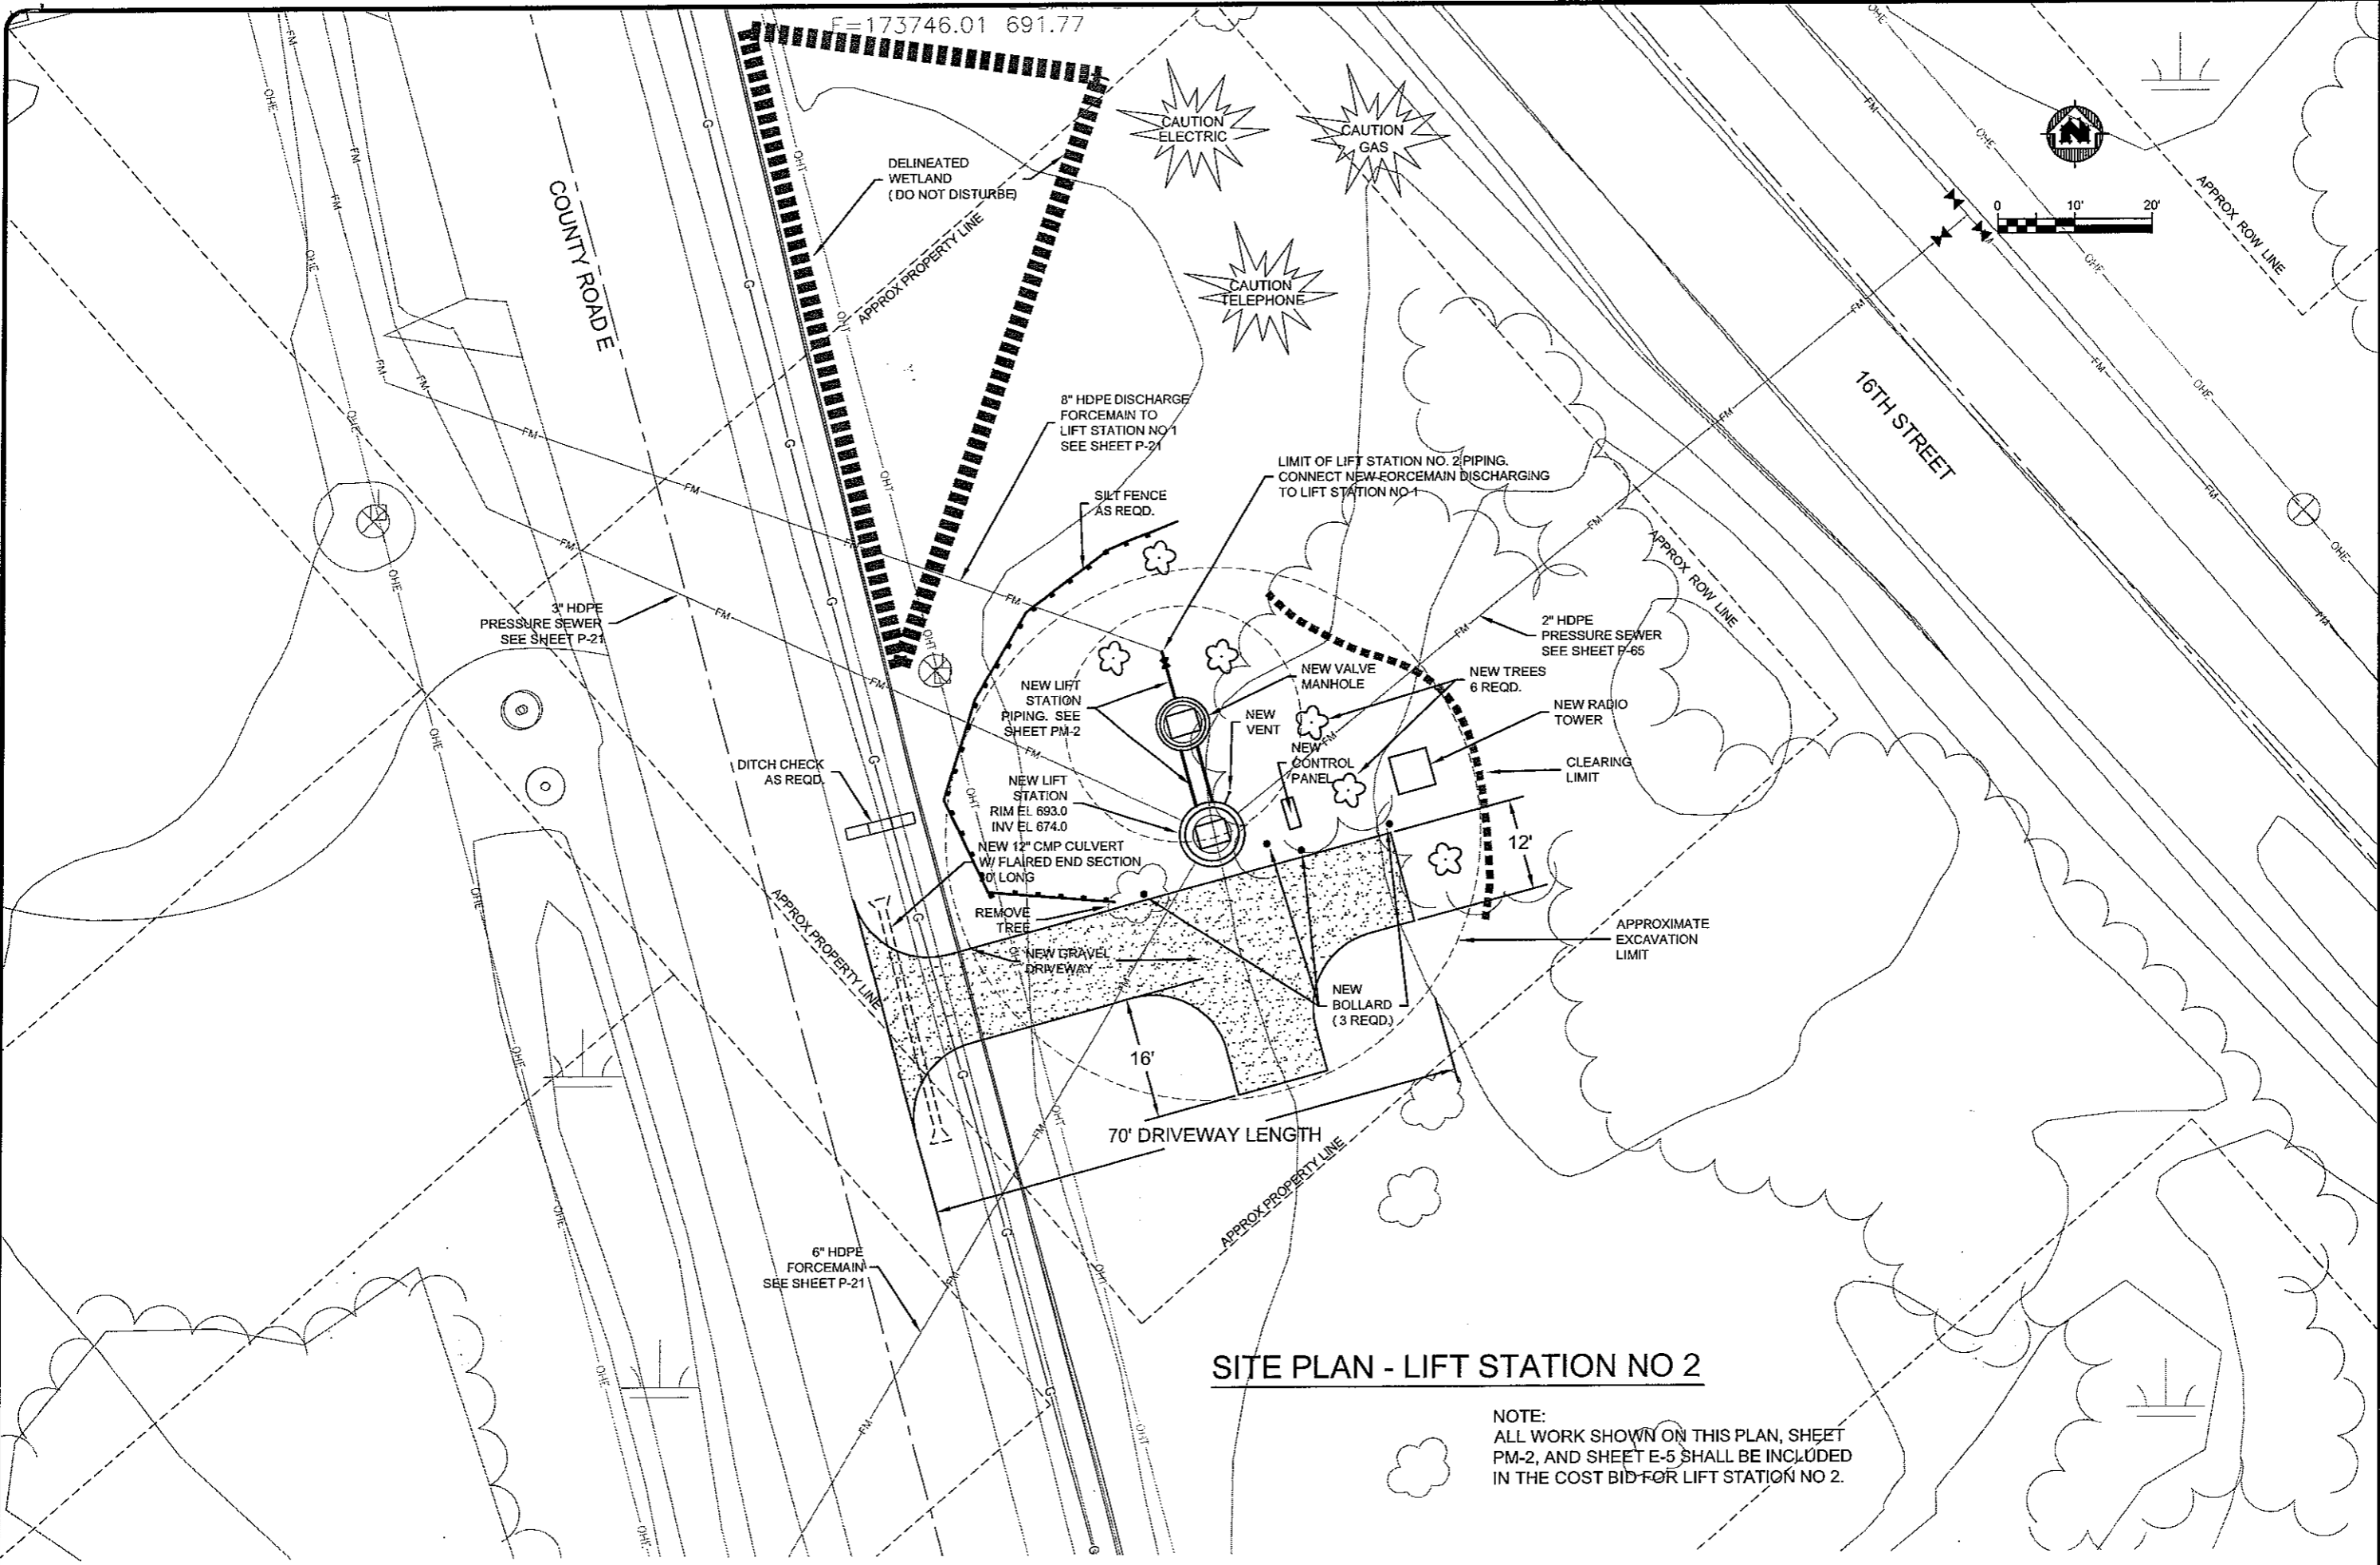 E=173746.01 691.77
CAUTION
ELECTRIC
CAUTION
GAS
CAUTION
TELEPHONE
N
0 10' 20'
APPROX ROW LINE
COUNTY ROAD E
DELINEATED
WETLAND
( DO NOT DISTURBE)
APPROX PROPERTY LINE
16TH STREET
8" HDPE DISCHARGE
FORCEMAIN TO
LIFT STATION NO 1
SEE SHEET P-21
LIMIT OF LIFT STATION NO. 2 PIPING.
CONNECT NEW FORCEMAIN DISCHARGING
TO LIFT STATION NO 1
SILT FENCE
AS REQD.
APPROX ROW LINE
3" HDPE
PRESSURE SEWER
SEE SHEET P-21
2" HDPE
PRESSURE SEWER
SEE SHEET P-65
NEW VALVE
MANHOLE
NEW TREES
6 REQD.
NEW LIFT
STATION
PIPING. SEE
SHEET PM-2
NEW
VENT
NEW RADIO
TOWER
NEW
CONTROL
PANEL
DITCH CHECK
AS REQD.
CLEARING
LIMIT
NEW LIFT
STATION
RIM EL 693.0
INV EL 674.0
12'
NEW 12" CMP CULVERT
W/ FLAIRED END SECTION
30' LONG
APPROX PROPERTY LINE
REMOVE
TREE
NEW GRAVEL
DRIVEWAY
APPROXIMATE
EXCAVATION
LIMIT
NEW
BOLLARD
( 3 REQD.)
16'
70' DRIVEWAY LENGTH
APPROX PROPERTY LINE
6" HDPE
FORCEMAIN
SEE SHEET P-21
FM
OHE
OHT
G
SITE PLAN - LIFT STATION NO 2
NOTE:
ALL WORK SHOWN ON THIS PLAN, SHEET
PM-2, AND SHEET E-5 SHALL BE INCLUDED
IN THE COST BID FOR LIFT STATION NO 2.